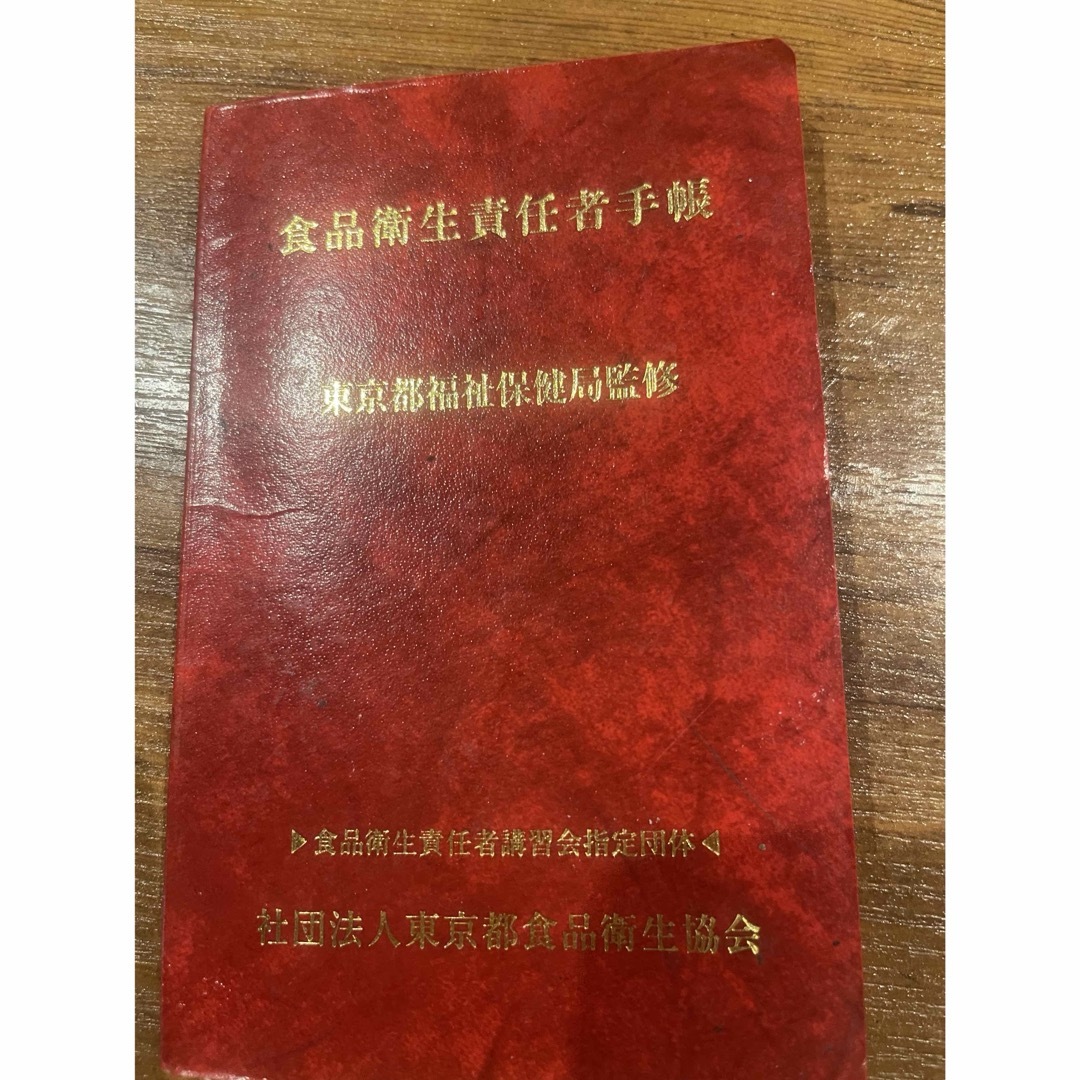 食品衛生責任者手帳
東京都福祉保健局監修
▶食品衛生責任者講習会指定団体◀
社団法人東京都食品衛生協会